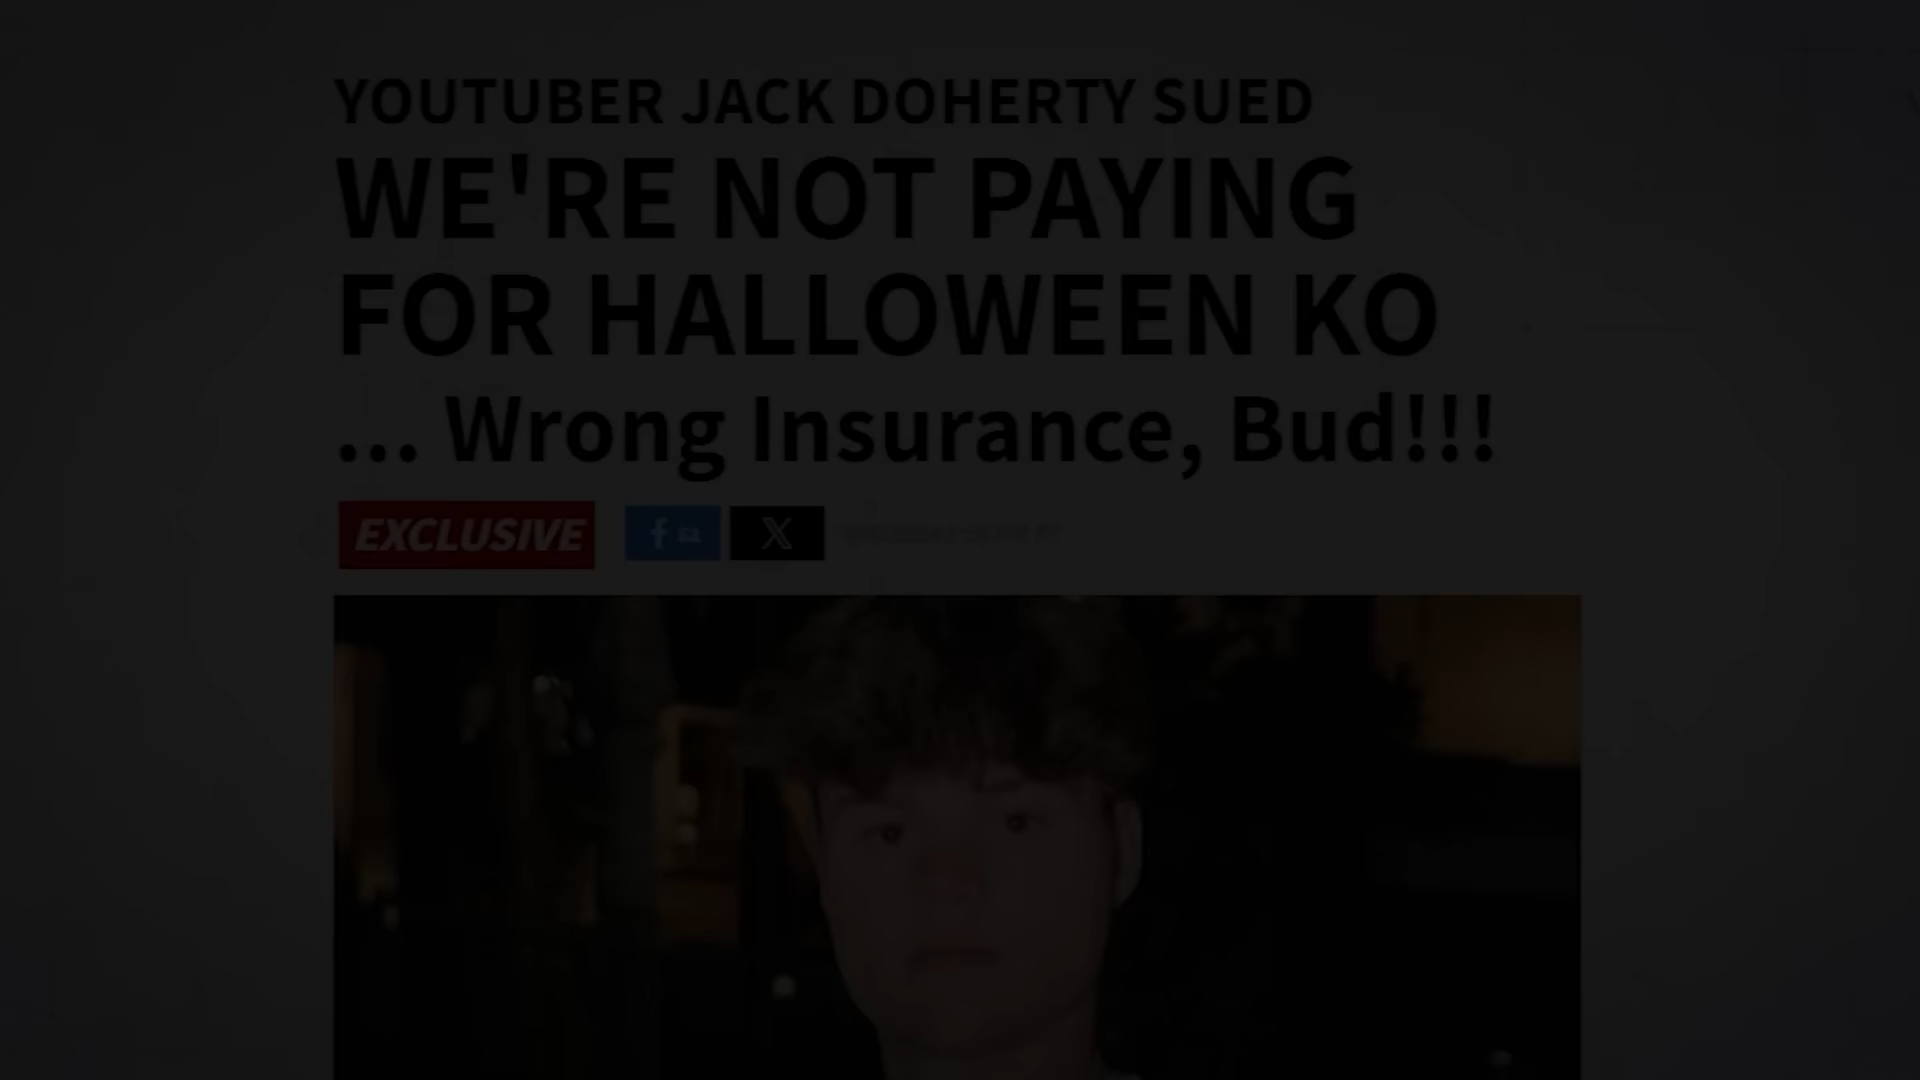 YOUTUBER JACK DOHERTY SUED
WE'RE NOT PAYING
FOR HALLOWEEN KO
... Wrong Insurance, Bud!!!
EXCLUSIVE